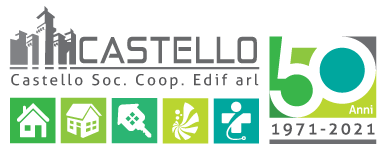 CASTELLO
Castello Soc. Coop. Edif arl
50
Anni
1971-2021